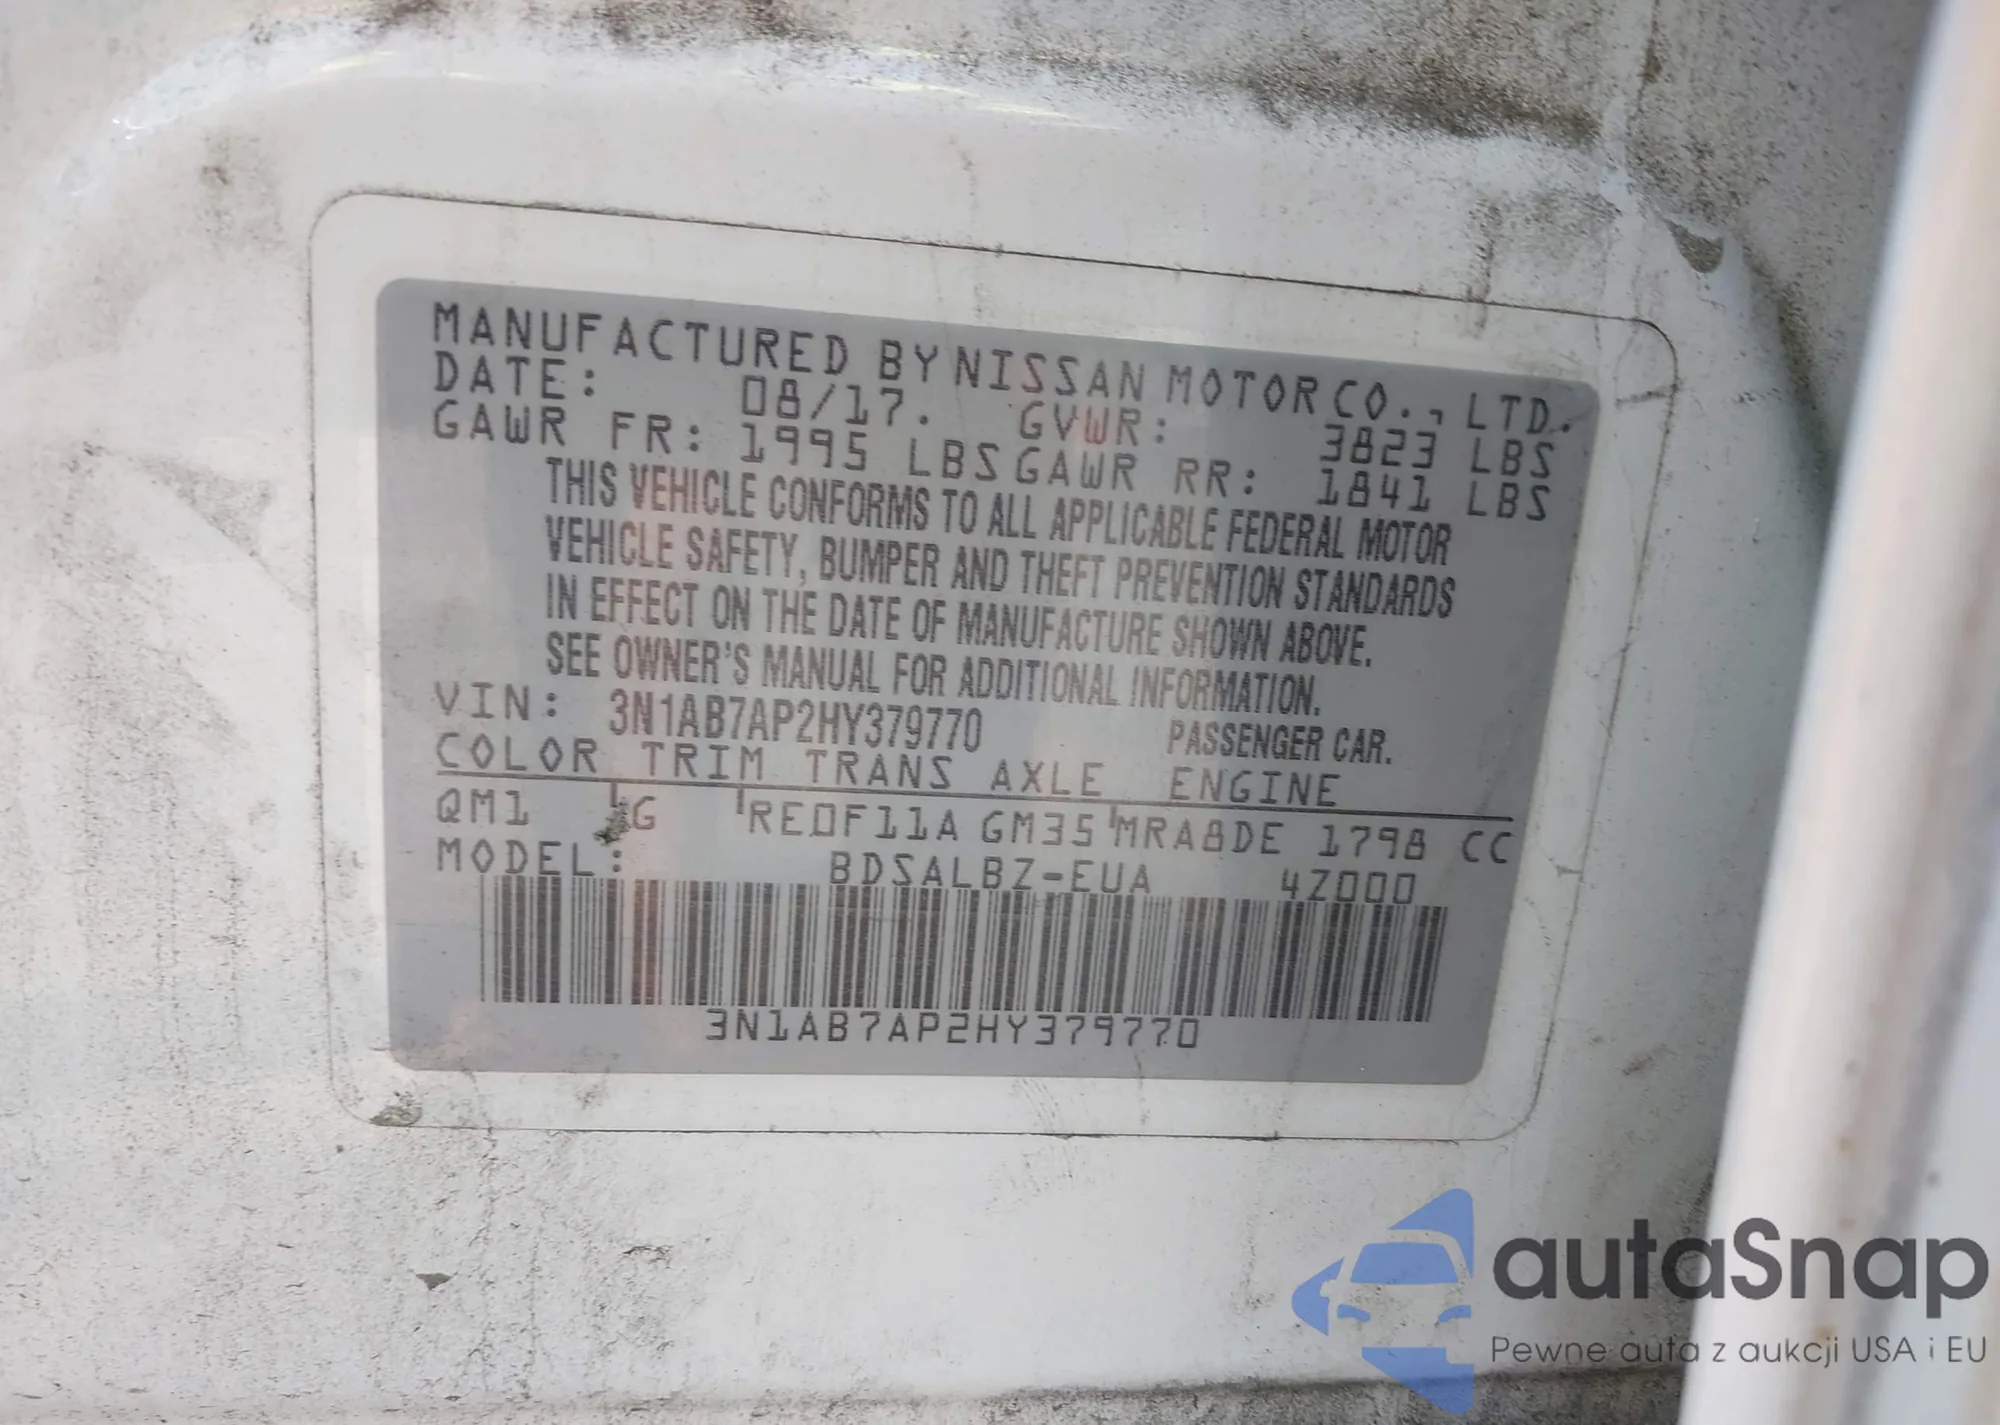 MANUFACTURED BY NISSAN MOTOR CO., LTD.
DATE: 08/17. GVWR: 3823 LBS
GAWR FR: 1995 LBS GAWR RR: 1841 LBS
THIS VEHICLE CONFORMS TO ALL APPLICABLE FEDERAL MOTOR
VEHICLE SAFETY, BUMPER AND THEFT PREVENTION STANDARDS
IN EFFECT ON THE DATE OF MANUFACTURE SHOWN ABOVE.
SEE OWNER'S MANUAL FOR ADDITIONAL INFORMATION.
VIN: 3N1AB7AP2HY379770 PASSENGER CAR.
COLOR TRIM TRANS AXLE ENGINE
QM1 G RE0F11A GM35 MRA8DE 1798 CC
MODEL: BDSALBZ-EUA 4Z000
3N1AB7AP2HY379770
autaSnap
Pewne auta z aukcji USA i EU